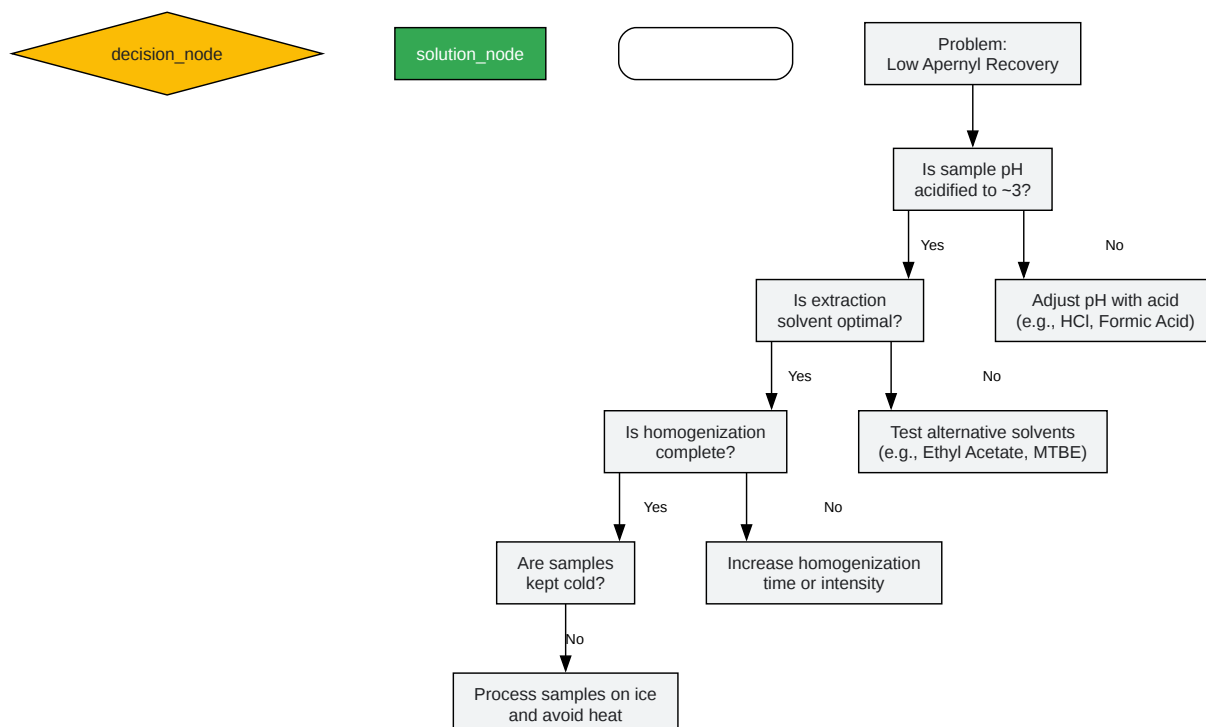 decision_node
solution_node
Problem:
Low Apernyl Recovery
Is sample pH
acidified to ~3?
Yes
No
Is extraction
solvent optimal?
Adjust pH with acid
(e.g., HCl, Formic Acid)
Yes
No
Is homogenization
complete?
Test alternative solvents
(e.g., Ethyl Acetate, MTBE)
Yes
No
Are samples
kept cold?
Increase homogenization
time or intensity
No
Process samples on ice
and avoid heat